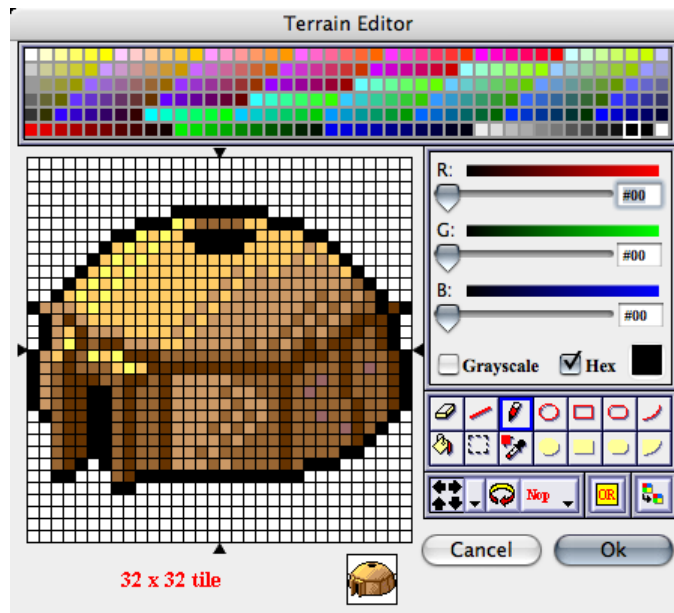 Terrain Editor
R:
#00
G:
#00
B:
#00
Grayscale
Hex
Nop
OR
Cancel
Ok
32 x 32 tile